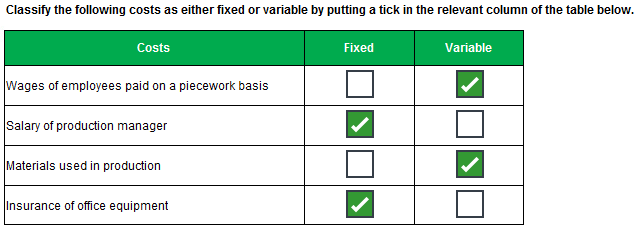 Classify the following costs as either fixed or variable by putting a tick in the relevant column of the table below.
Costs Fixed Variable
Wages of employees paid on a piecework basis
Salary of production manager
Materials used in production
Insurance of office equipment